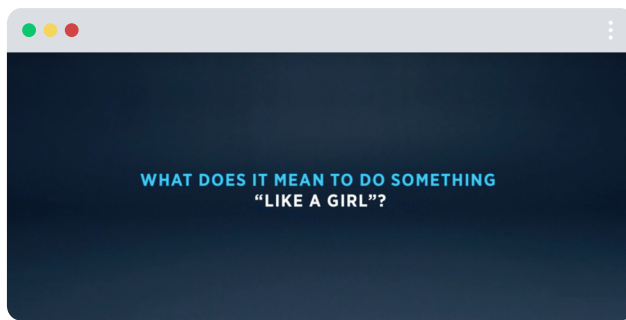 WHAT DOES IT MEAN TO DO SOMETHING
“LIKE A GIRL”?